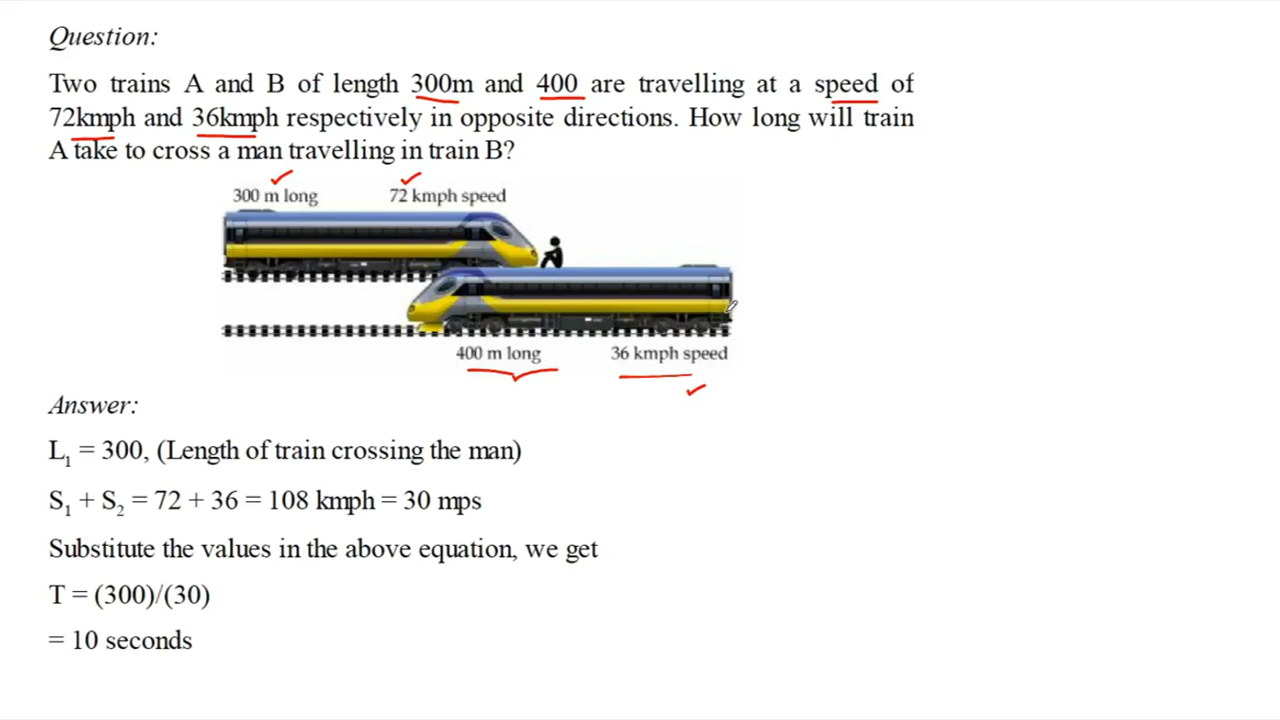 Question:
Two trains A and B of length 300m and 400 are travelling at a speed of
72kmph and 36kmph respectively in opposite directions. How long will train
A take to cross a man travelling in train B?
300 m long 72 kmph speed
400 m long 36 kmph speed
Answer:
L₁ = 300, (Length of train crossing the man)
S₁ + S₂ = 72 + 36 = 108 kmph = 30 mps
Substitute the values in the above equation, we get
T = (300)/(30)
= 10 seconds